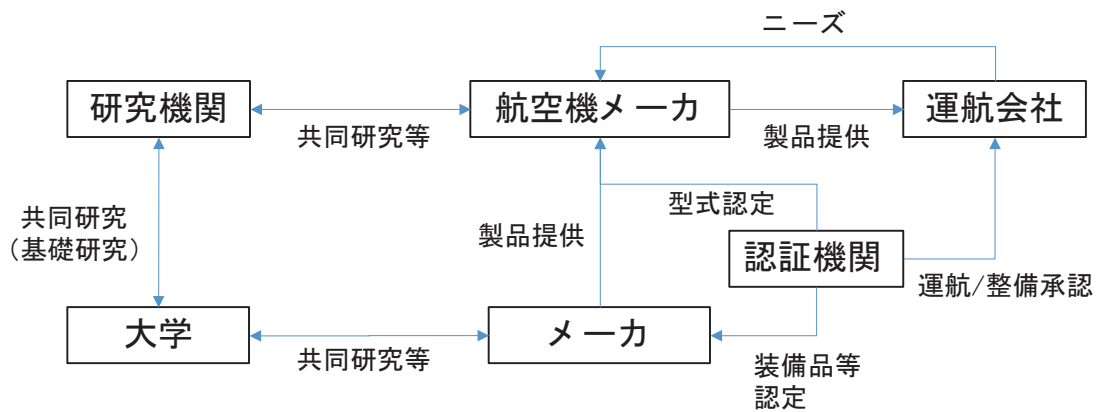 ニーズ
研究機関
航空機メーカ
運航会社
共同研究等
製品提供
型式認定
共同研究
(基礎研究)
製品提供
認証機関
運航/整備承認
大学
メーカ
共同研究等
装備品等
認定